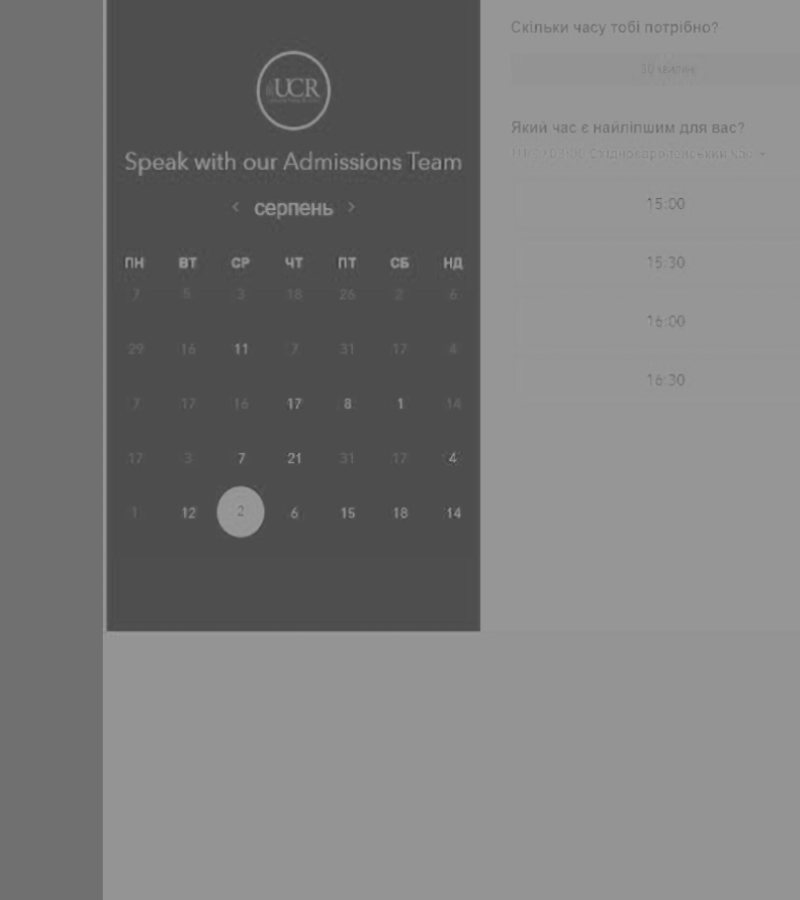 UCR
Speak with our Admissions Team
< серпень >
ПН ВТ СР ЧТ ПТ СБ НД
7 5 3 18 26 2 6
29 16 11 7 31 17 4
7 17 16 17 8 1 14
17 3 7 21 31 17 4
1 12 2 6 15 18 14
Скільки часу тобі потрібно?
30 хвилин
Який час є найліпшим для вас?
03:00 Східноєвропейський час
15:00
15:30
16:00
16:30